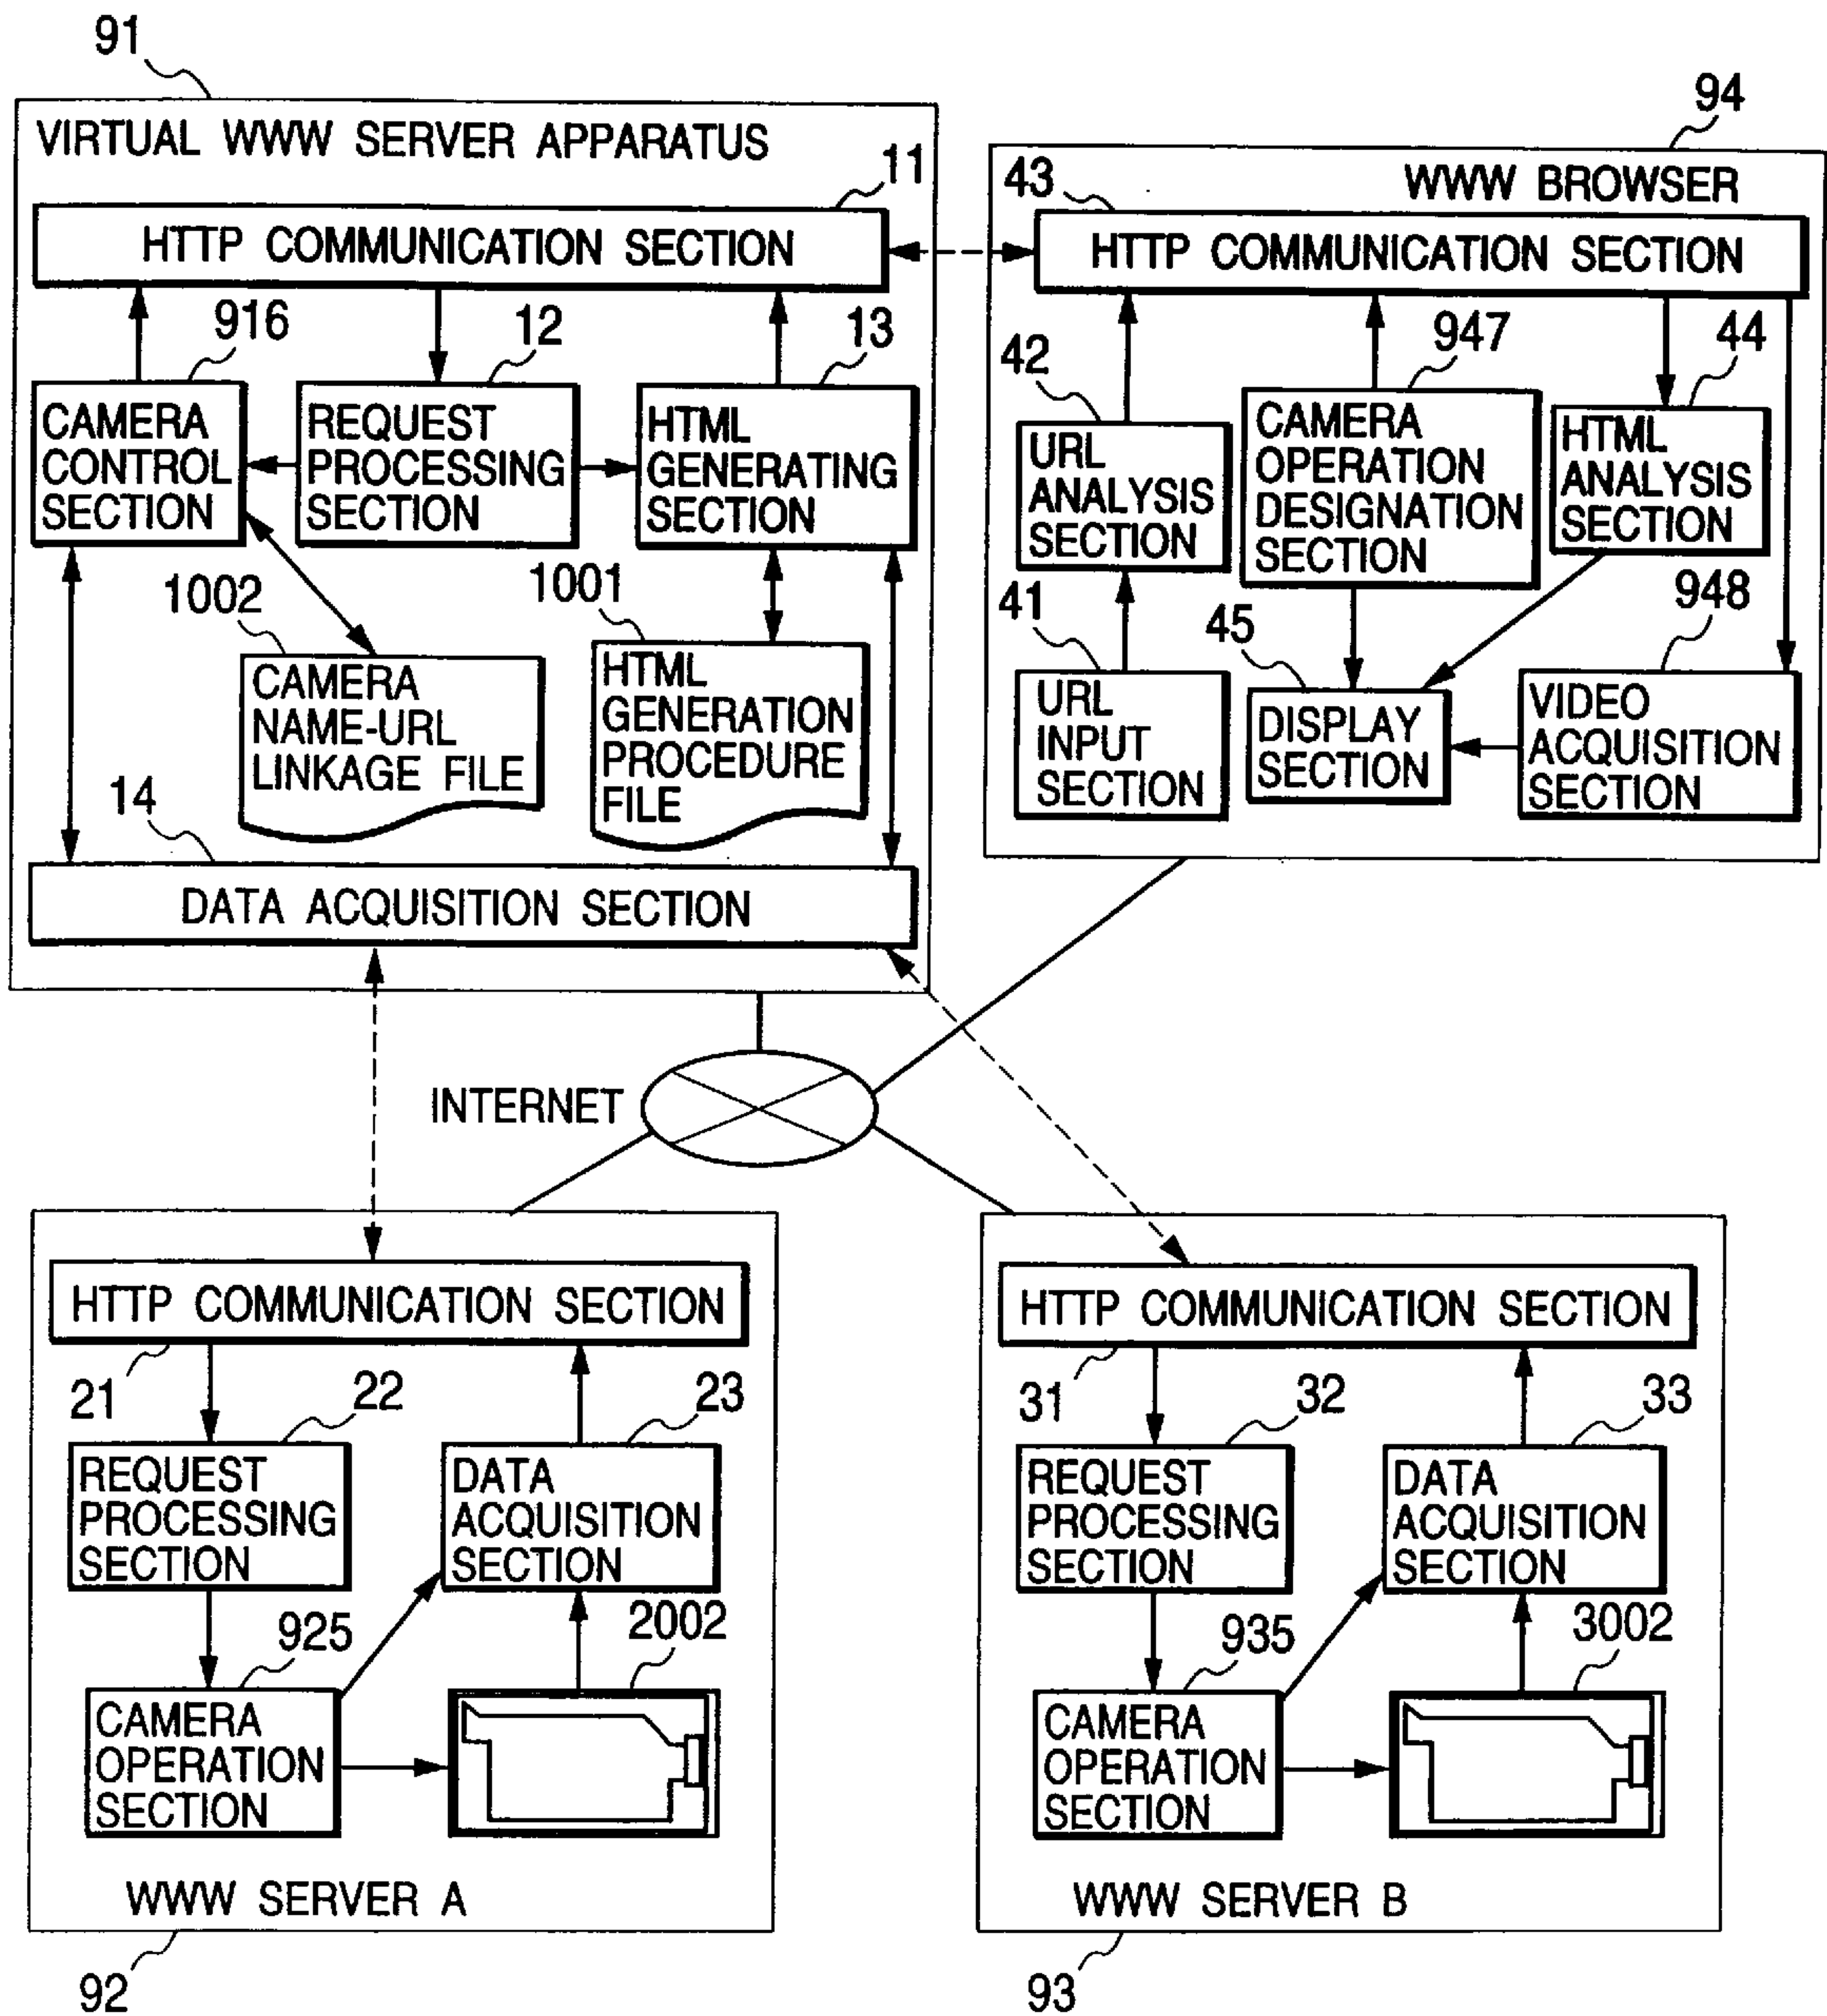 91
VIRTUAL WWW SERVER APPARATUS
11
HTTP COMMUNICATION SECTION
916
12
13
CAMERA
CONTROL
SECTION
REQUEST
PROCESSING
SECTION
HTML
GENERATING
SECTION
1002
1001
CAMERA
NAME-URL
LINKAGE FILE
HTML
GENERATION
PROCEDURE
FILE
14
DATA ACQUISITION SECTION
94
WWW BROWSER
43
HTTP COMMUNICATION SECTION
42
947
44
URL
ANALYSIS
SECTION
CAMERA
OPERATION
DESIGNATION
SECTION
HTML
ANALYSIS
SECTION
41
45
948
URL
INPUT
SECTION
DISPLAY
SECTION
VIDEO
ACQUISITION
SECTION
INTERNET
HTTP COMMUNICATION SECTION
21
22
23
REQUEST
PROCESSING
SECTION
DATA
ACQUISITION
SECTION
925
2002
CAMERA
OPERATION
SECTION
WWW SERVER A
92
HTTP COMMUNICATION SECTION
31
32
33
REQUEST
PROCESSING
SECTION
DATA
ACQUISITION
SECTION
935
3002
CAMERA
OPERATION
SECTION
WWW SERVER B
93